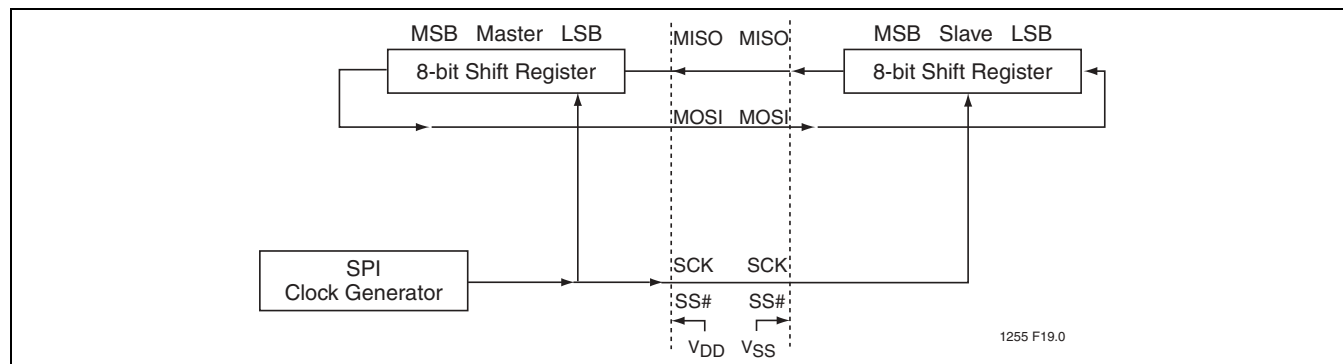 MSB Master LSB MISO MISO MSB Slave LSB
8-bit Shift Register 8-bit Shift Register
MOSI MOSI
SPI
Clock Generator
SCK SCK
SS# SS#
VDD VSS
1255 F19.0